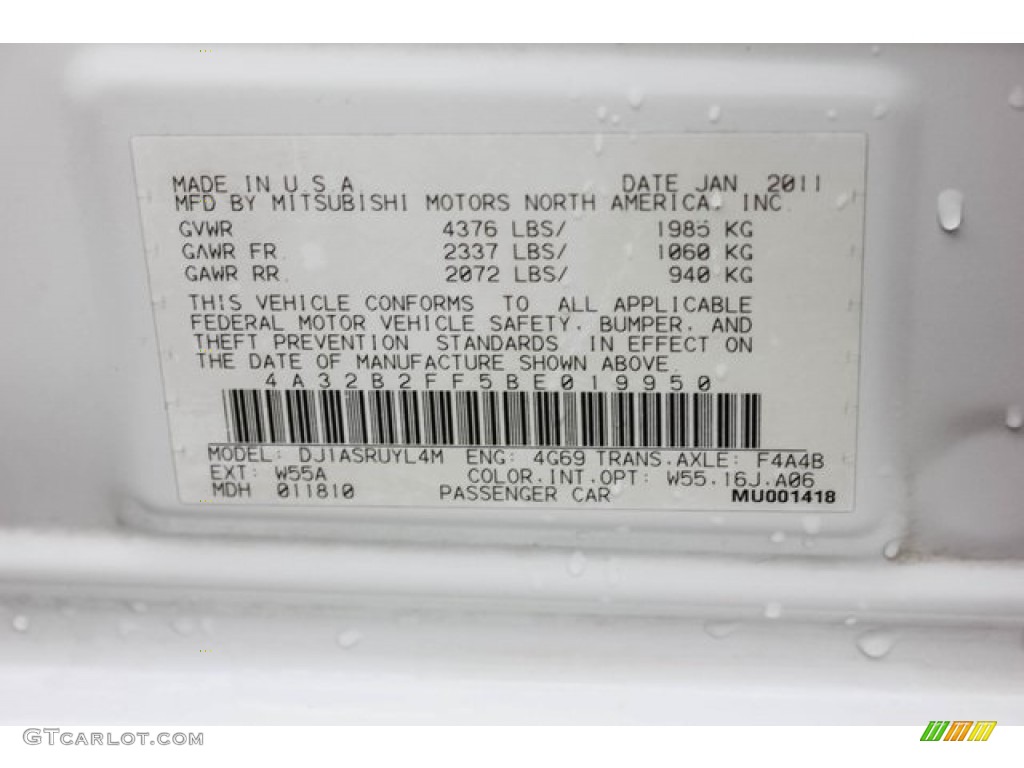 MADE IN U.S.A. DATE JAN 2011
MFD BY MITSUBISHI MOTORS NORTH AMERICA, INC.
GVWR 4376 LBS/ 1985 KG
GAWR FR. 2337 LBS/ 1060 KG
GAWR RR. 2072 LBS/ 940 KG
THIS VEHICLE CONFORMS TO ALL APPLICABLE
FEDERAL MOTOR VEHICLE SAFETY, BUMPER, AND
THEFT PREVENTION STANDARDS IN EFFECT ON
THE DATE OF MANUFACTURE SHOWN ABOVE.
4A32B2FF5BE019950
MODEL: DJ1ASRUYL4M ENG: 4G69 TRANS.AXLE: F4A4B
EXT: W55A COLOR.INT.OPT: W55.16J.A06
MDH 011810 PASSENGER CAR MU001418
GTCARLOT.COM